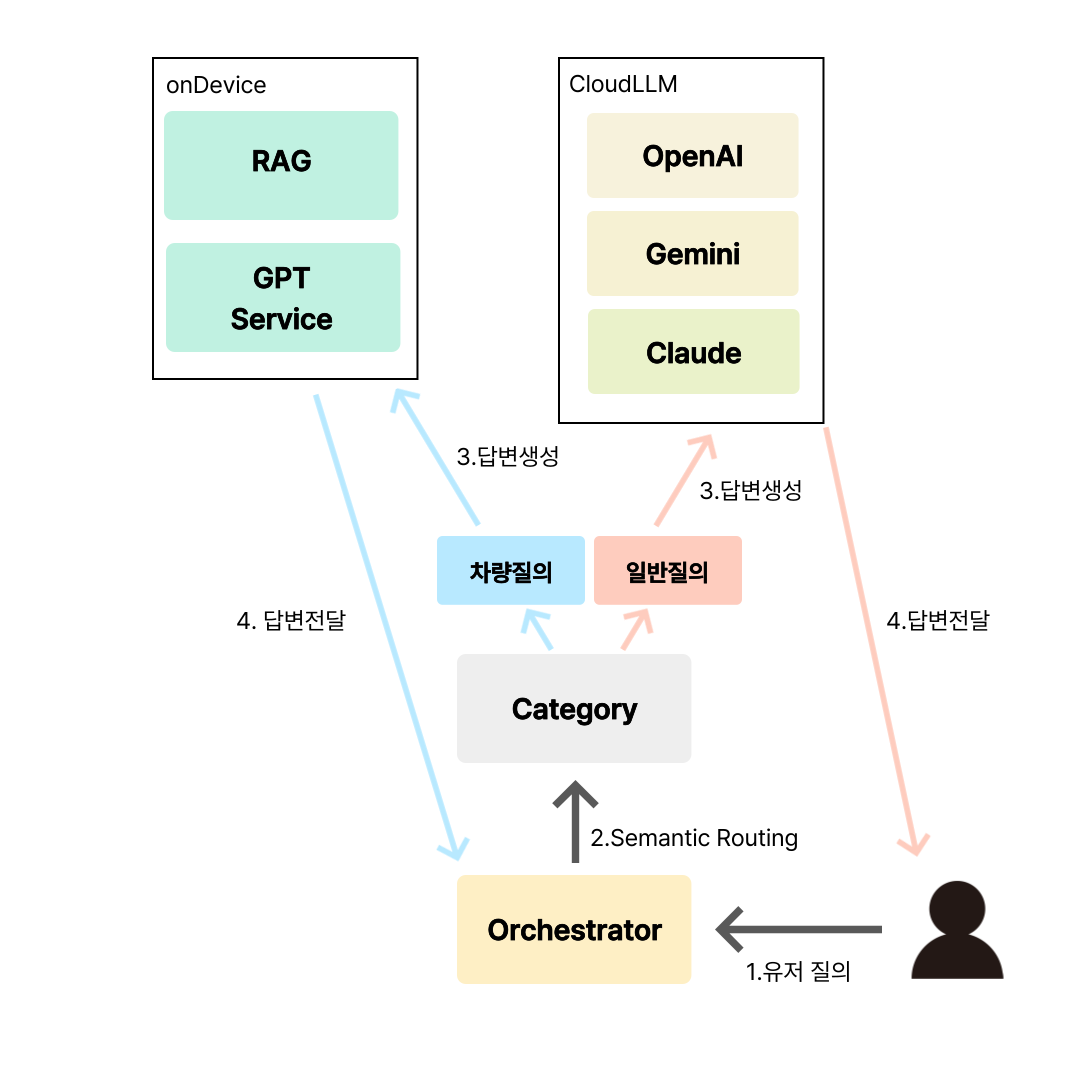 onDevice
RAG
GPT
Service
CloudLLM
OpenAI
Gemini
Claude
3.답변생성
3.답변생성
차량질의
일반질의
4. 답변전달
4.답변전달
Category
2.Semantic Routing
Orchestrator
1.유저 질의